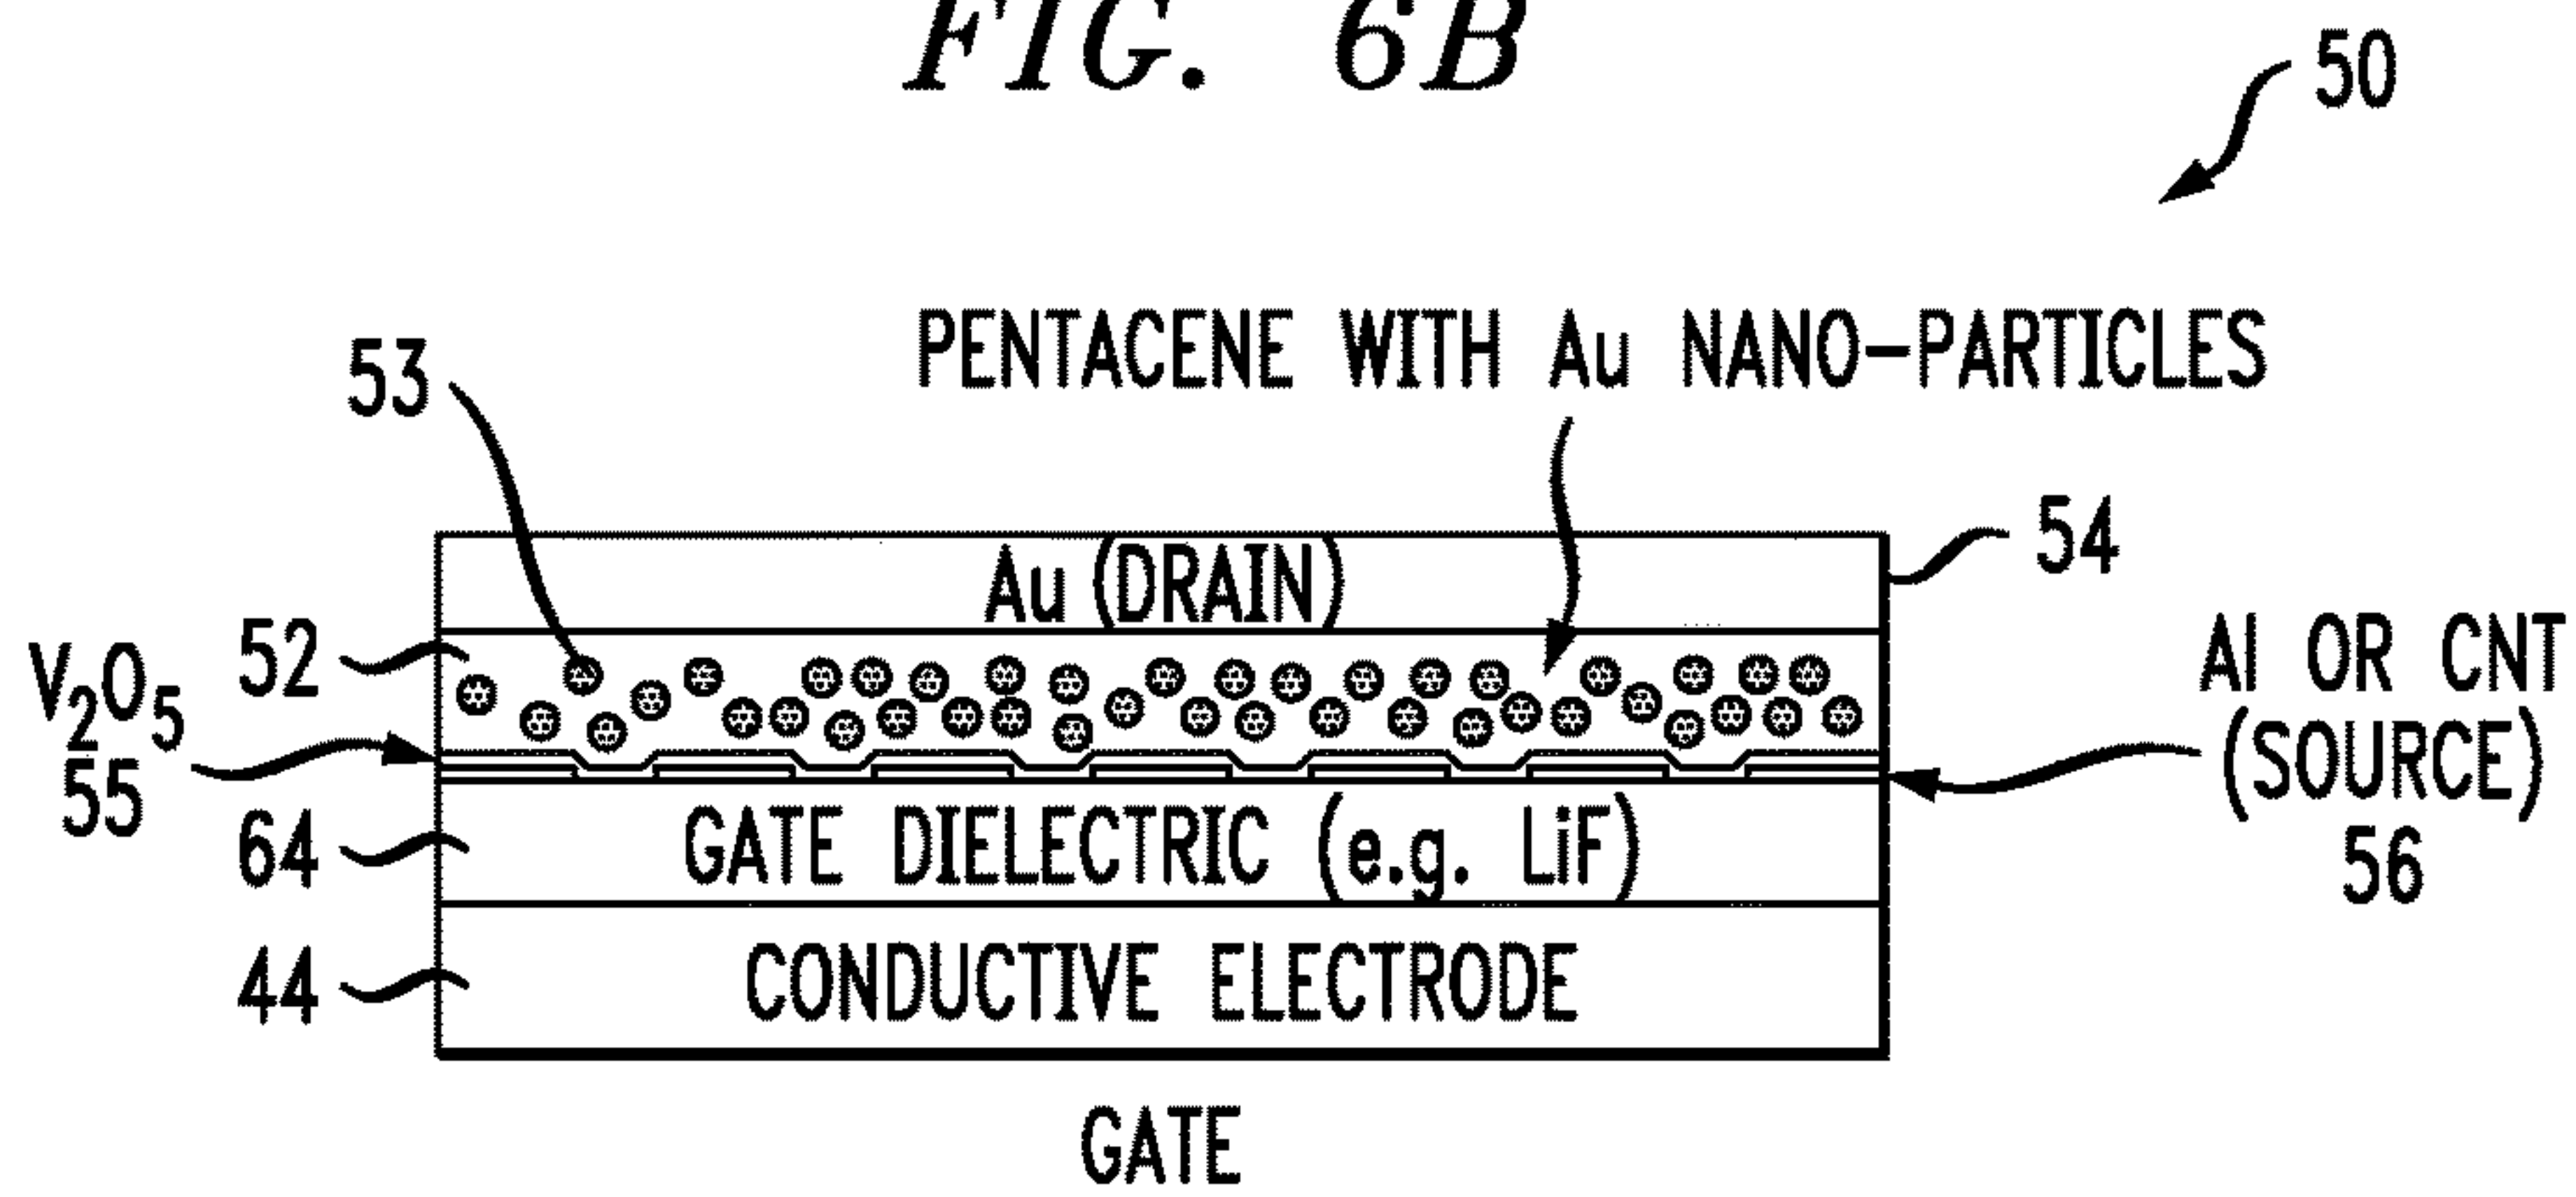 FIG. 6B
50
PENTACENE WITH Au NANO-PARTICLES
53
54
Au (DRAIN)
52
V₂O₅
55
Al OR CNT
(SOURCE)
56
64
GATE DIELECTRIC (e.g. LiF)
44
CONDUCTIVE ELECTRODE
GATE